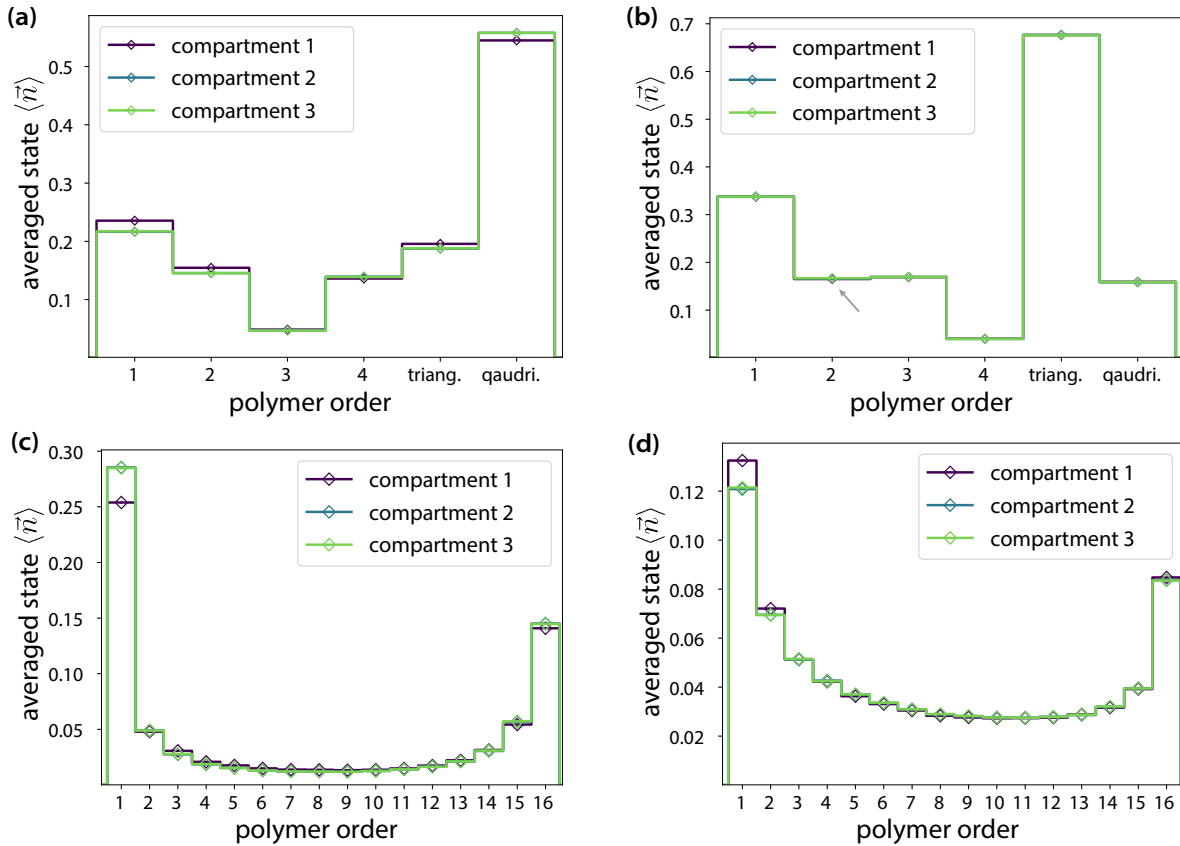 (a)
averaged state ⟨n⃗⟩
0.5
0.4
0.3
0.2
0.1
compartment 1
compartment 2
compartment 3
1 2 3 4 triang. qaudri.
polymer order
(b)
averaged state ⟨n⃗⟩
0.7
0.6
0.5
0.4
0.3
0.2
0.1
compartment 1
compartment 2
compartment 3
1 2 3 4 triang. qaudri.
polymer order
(c)
averaged state ⟨n⃗⟩
0.30
0.25
0.20
0.15
0.10
0.05
compartment 1
compartment 2
compartment 3
1 2 3 4 5 6 7 8 9 10 11 12 13 14 15 16
polymer order
(d)
averaged state ⟨n⃗⟩
0.12
0.10
0.08
0.06
0.04
0.02
compartment 1
compartment 2
compartment 3
1 2 3 4 5 6 7 8 9 10 11 12 13 14 15 16
polymer order